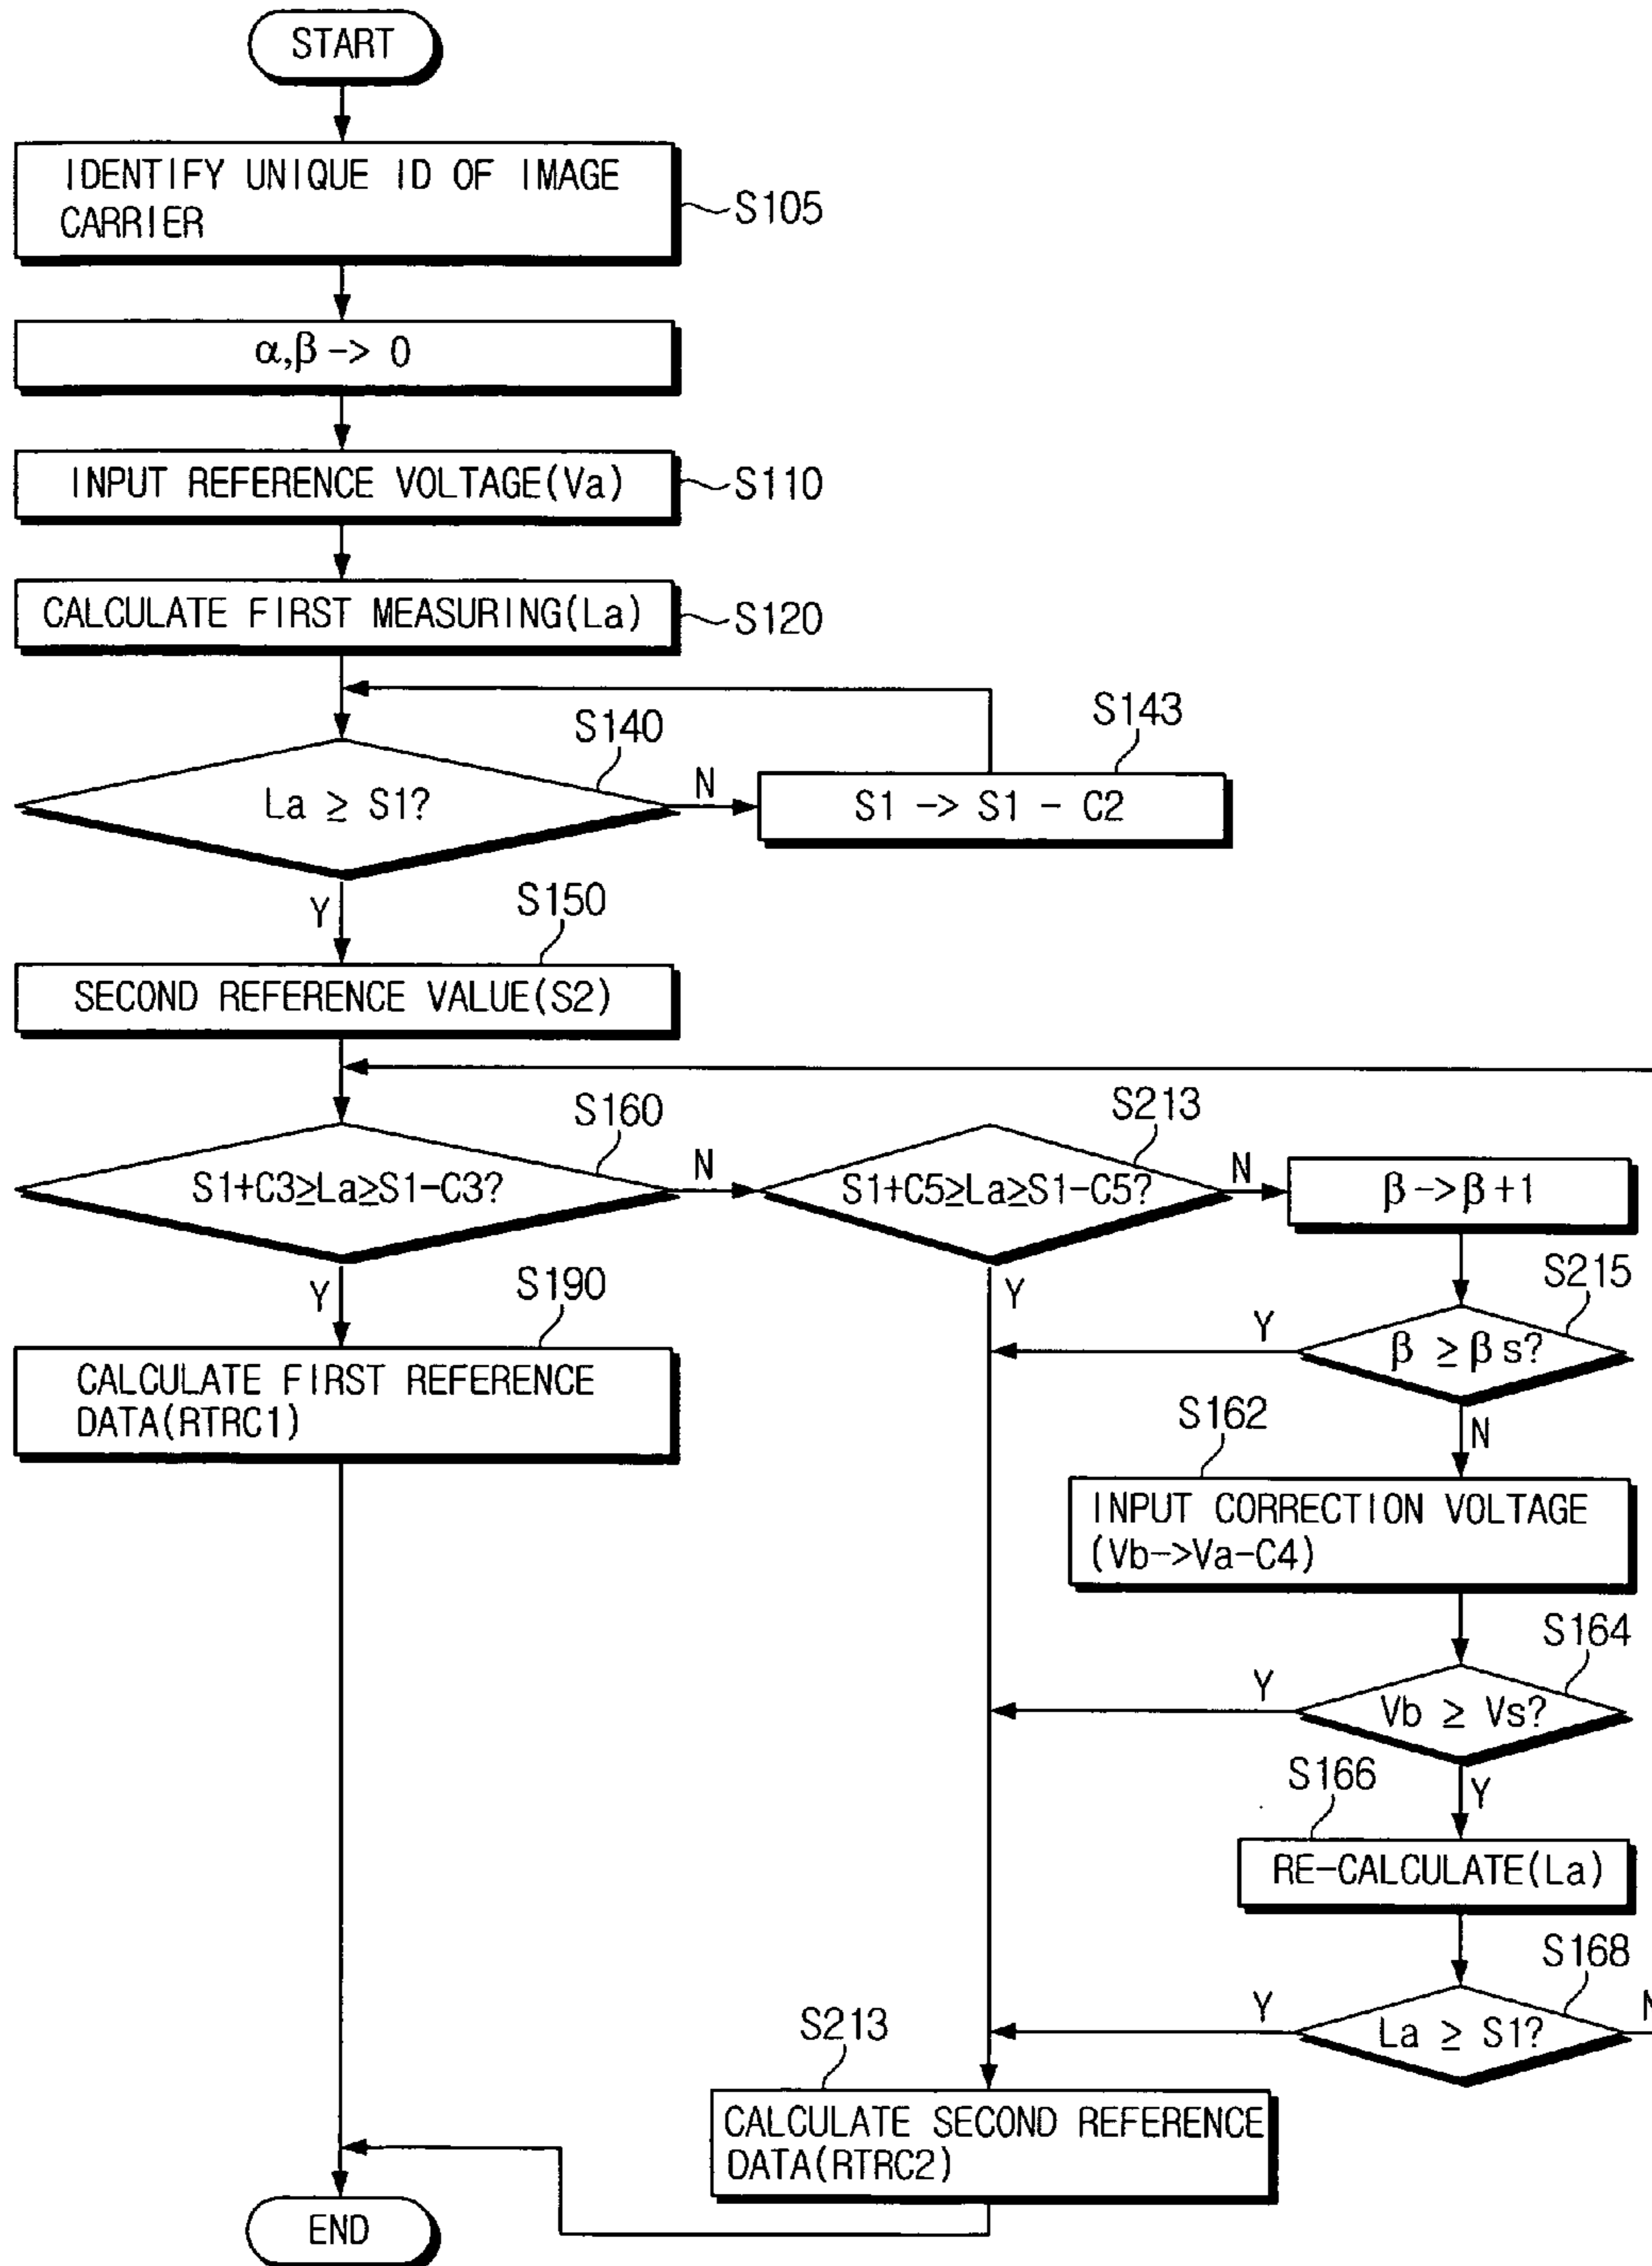 START
IDENTIFY UNIQUE ID OF IMAGE
CARRIER
S105
α,β -> 0
INPUT REFERENCE VOLTAGE(Va)
S110
CALCULATE FIRST MEASURING(La)
S120
S140
La ≥ S1?
N
S143
S1 -> S1 - C2
Y
S150
SECOND REFERENCE VALUE(S2)
S160
S1+C3≥La≥S1-C3?
N
S213
S1+C5≥La≥S1-C5?
N
β->β+1
Y
S190
CALCULATE FIRST REFERENCE
DATA(RTRC1)
Y
S215
β ≥ βs?
Y
N
S162
INPUT CORRECTION VOLTAGE
(Vb->Va-C4)
S164
Vb ≥ Vs?
Y
Y
S166
RE-CALCULATE(La)
S168
La ≥ S1?
Y
N
S213
CALCULATE SECOND REFERENCE
DATA(RTRC2)
END